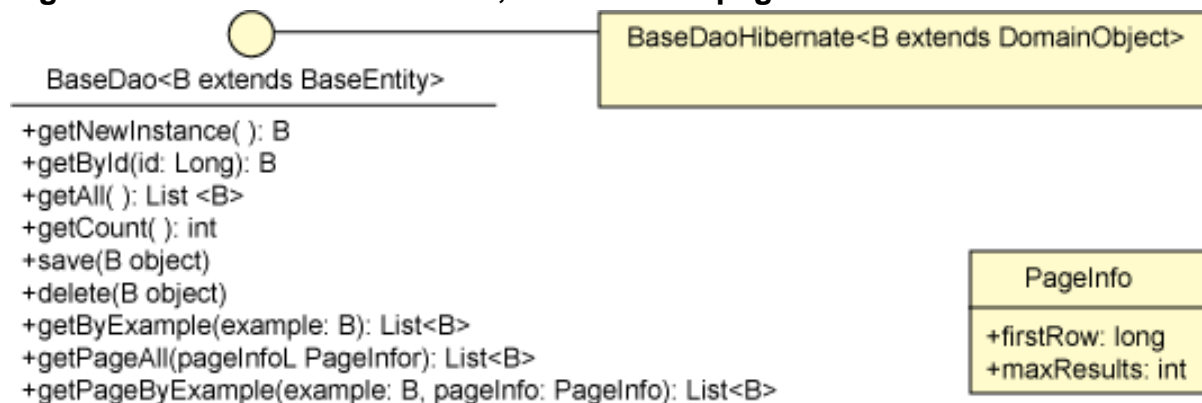 BaseDaoHibernate<B extends DomainObject>
BaseDao<B extends BaseEntity>
+getNewInstance( ): B
+getById(id: Long): B
+getAll( ): List <B>
+getCount( ): int
+save(B object)
+delete(B object)
+getByExample(example: B): List<B>
+getPageAll(pageInfoL PageInfor): List<B>
+getPageByExample(example: B, pageInfo: PageInfo): List<B>
PageInfo
+firstRow: long
+maxResults: int